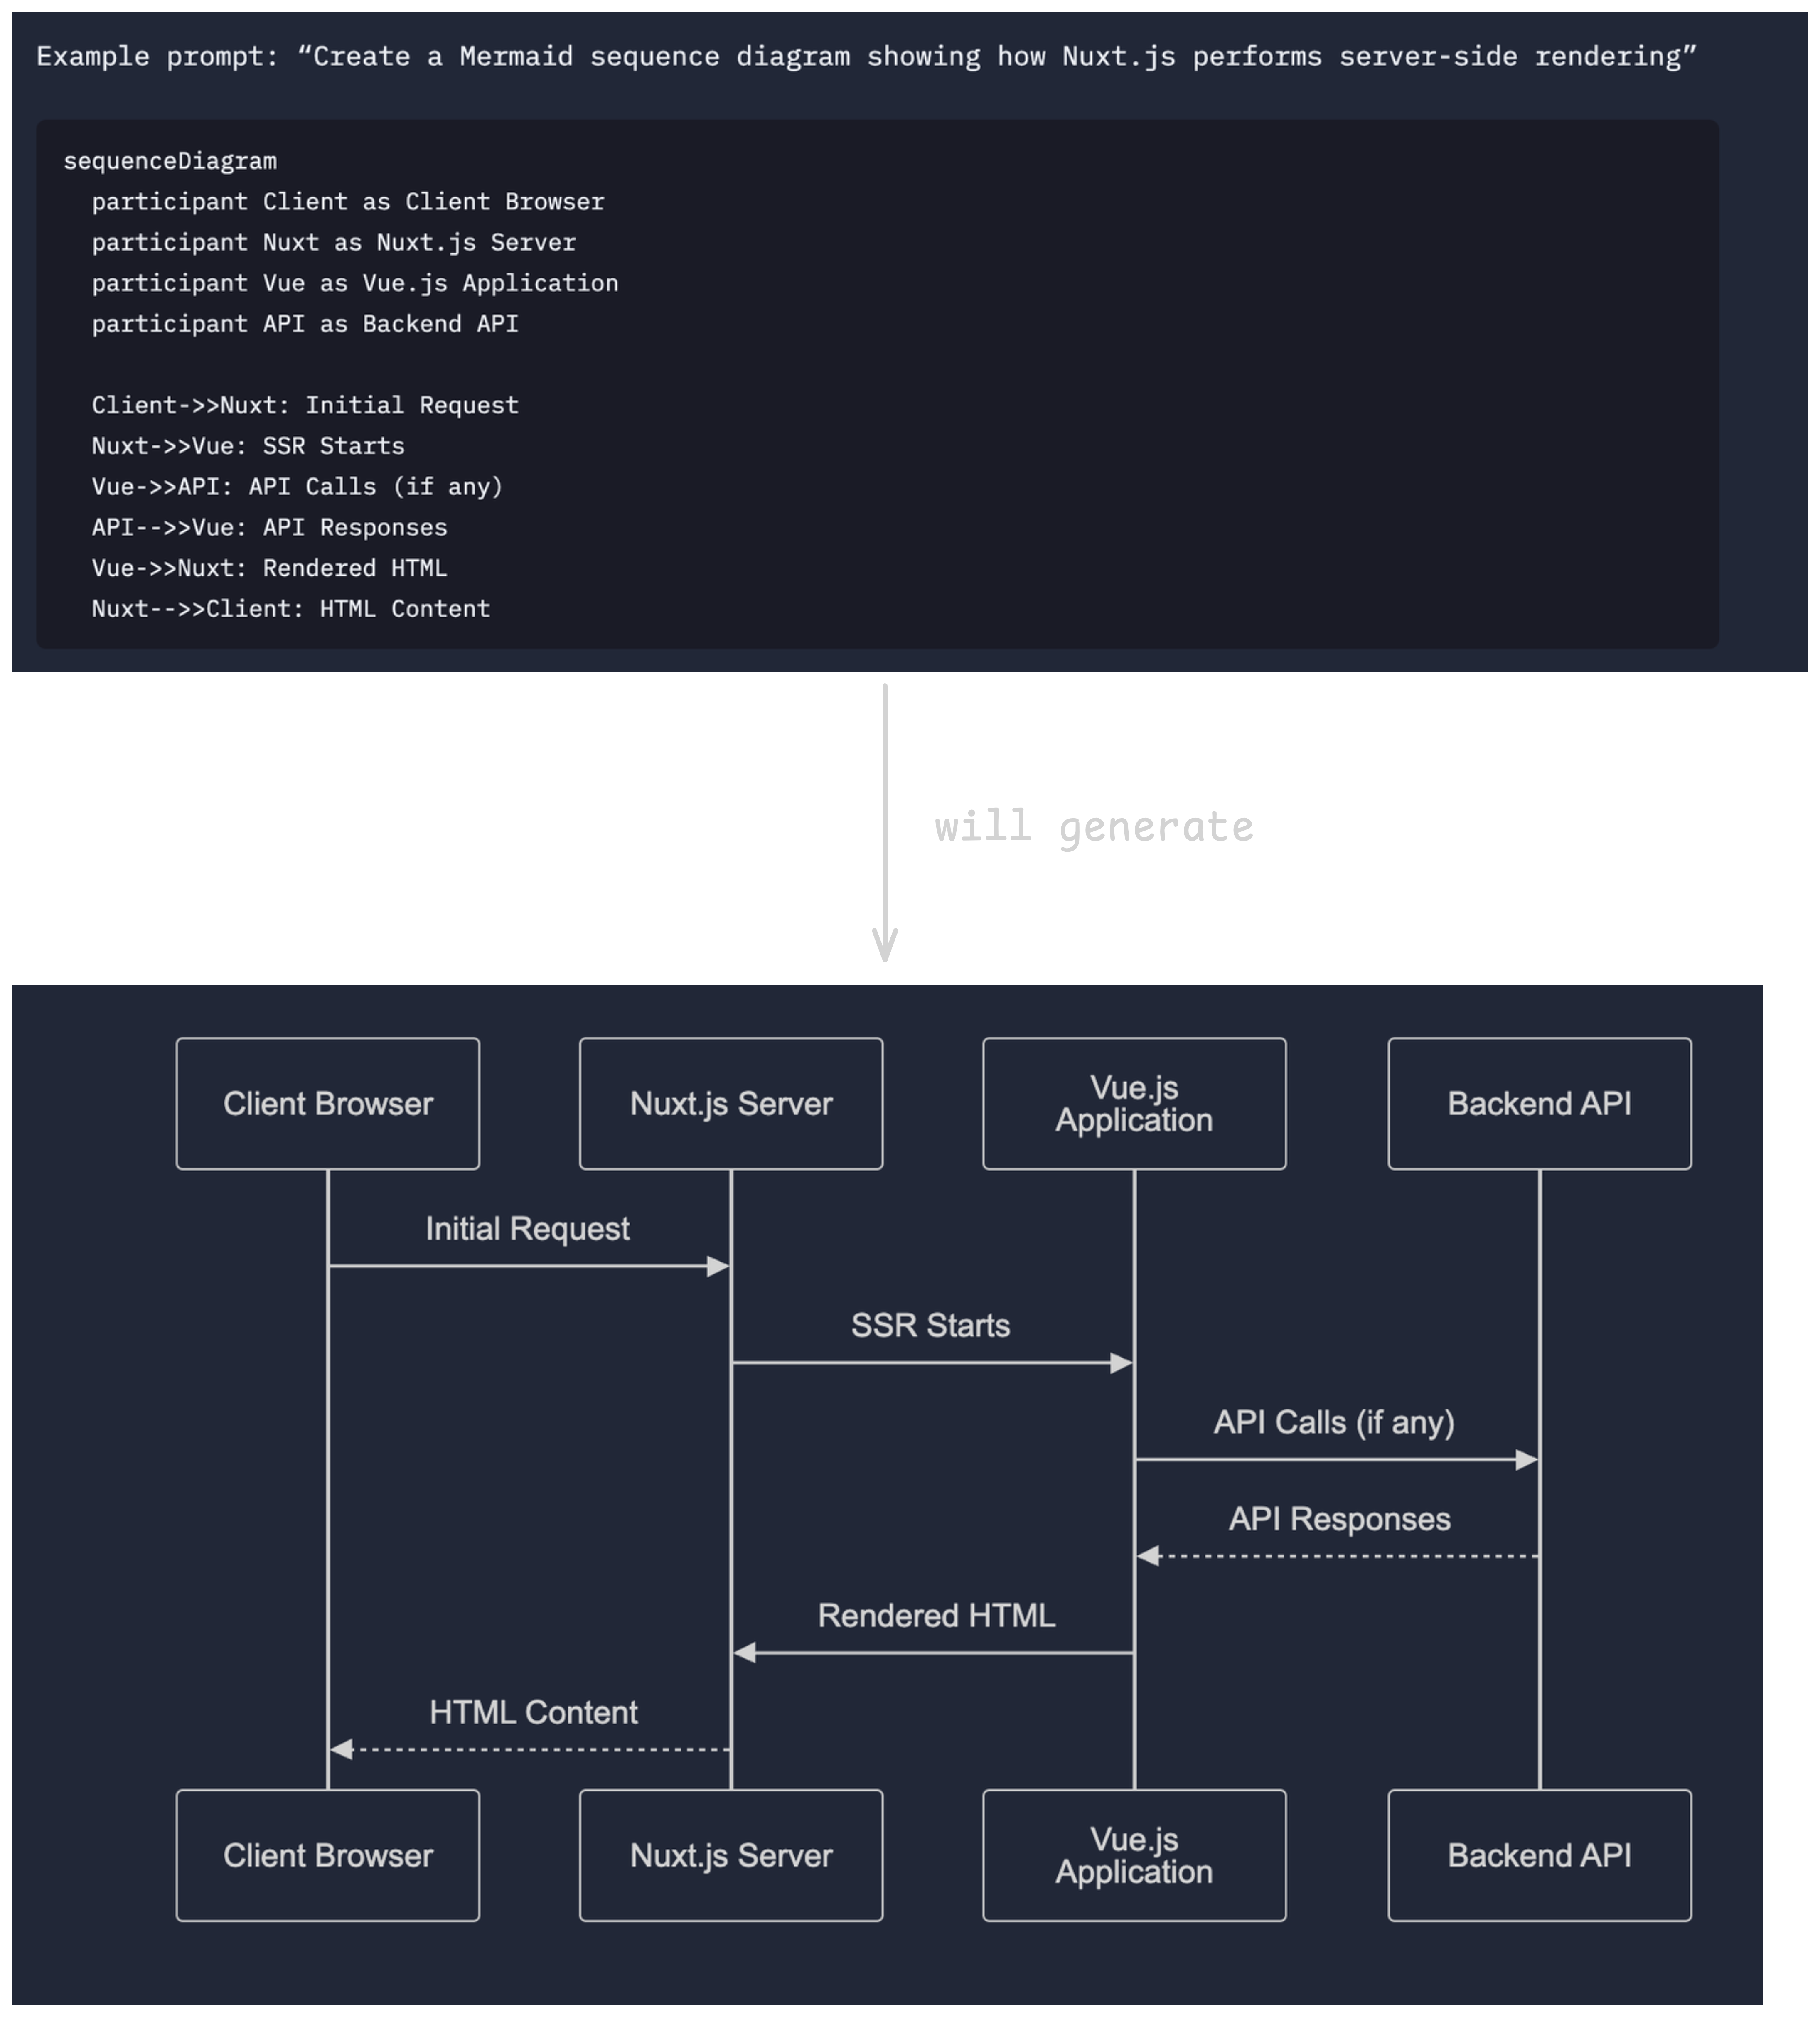 Example prompt: “Create a Mermaid sequence diagram showing how Nuxt.js performs server-side rendering”
sequenceDiagram
participant Client as Client Browser
participant Nuxt as Nuxt.js Server
participant Vue as Vue.js Application
participant API as Backend API
Client->>Nuxt: Initial Request
Nuxt->>Vue: SSR Starts
Vue->>API: API Calls (if any)
API-->>Vue: API Responses
Vue->>Nuxt: Rendered HTML
Nuxt-->>Client: HTML Content
will generate
Client Browser
Nuxt.js Server
Vue.js
Application
Backend API
Initial Request
SSR Starts
API Calls (if any)
API Responses
Rendered HTML
HTML Content
Client Browser
Nuxt.js Server
Vue.js
Application
Backend API